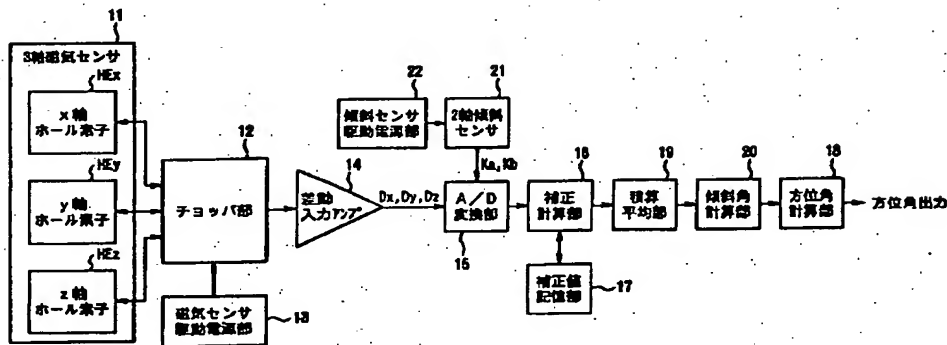 11
3軸磁気センサ
HEx
x軸
ホール素子
HEy
y軸
ホール素子
HEz
z軸
ホール素子
12
チョッパ部
磁気センサ
駆動電源部
13
14
差動
入力アンプ
Dx,Dy,Dz
22
傾斜センサ
駆動電源部
21
2軸傾斜
センサ
Ka,Kb
A/D
変換部
15
16
補正
計算部
補正値
記憶部
17
19
積算
平均部
20
傾斜角
計算部
18
方位角
計算部
方位角出力